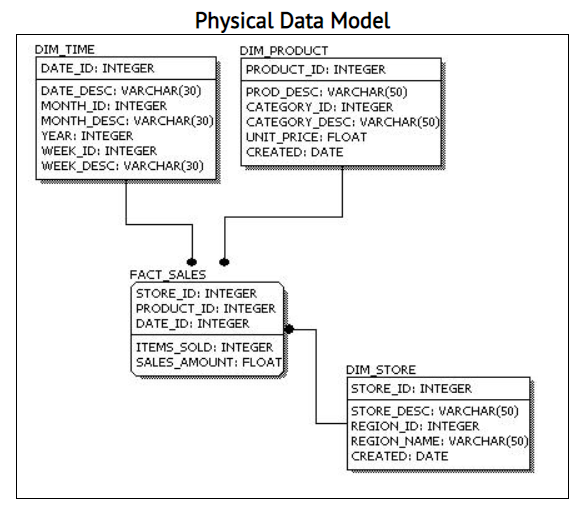 Physical Data Model
DIM_TIME
DATE_ID: INTEGER
DATE_DESC: VARCHAR(30)
MONTH_ID: INTEGER
MONTH_DESC: VARCHAR(30)
YEAR: INTEGER
WEEK_ID: INTEGER
WEEK_DESC: VARCHAR(30)
DIM_PRODUCT
PRODUCT_ID: INTEGER
PROD_DESC: VARCHAR(50)
CATEGORY_ID: INTEGER
CATEGORY_DESC: VARCHAR(50)
UNIT_PRICE: FLOAT
CREATED: DATE
FACT_SALES
STORE_ID: INTEGER
PRODUCT_ID: INTEGER
DATE_ID: INTEGER
ITEMS_SOLD: INTEGER
SALES_AMOUNT: FLOAT
DIM_STORE
STORE_ID: INTEGER
STORE_DESC: VARCHAR(50)
REGION_ID: INTEGER
REGION_NAME: VARCHAR(50)
CREATED: DATE